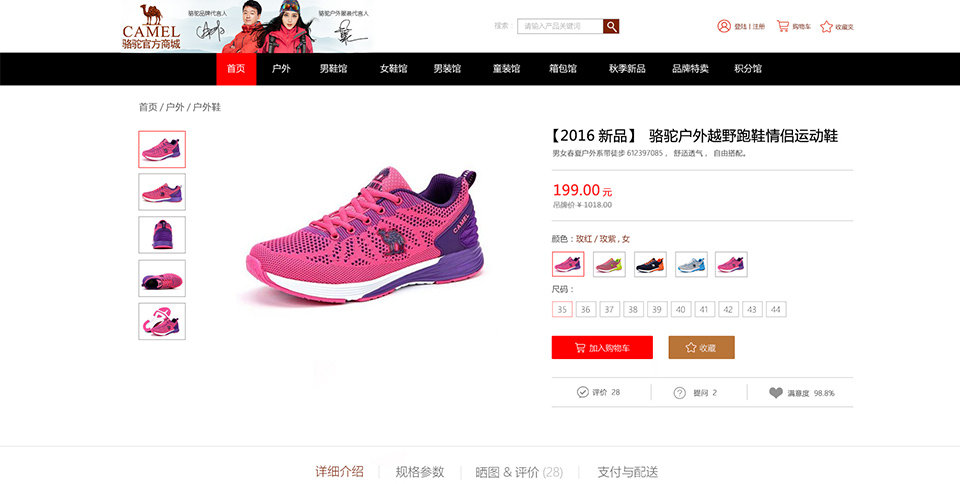 CAMEL
骆驼官方商城
骆驼品牌代言人
骆驼户外服装代言人
搜索：
请输入产品关键词
登陆 | 注册
购物车
收藏夹
首页
户外
男鞋馆
女鞋馆
男装馆
童装馆
箱包馆
秋季新品
品牌特卖
积分馆
首页 / 户外 / 户外鞋
CAMEL
CAMEL
【2016 新品】 骆驼户外越野跑鞋情侣运动鞋
男女春夏户外系带徒步 612397085 ， 舒适透气 ， 自由搭配。
199.00 元
吊牌价 ¥ 1018.00
颜色：玫红 / 玫紫 , 女
尺码：
35 36 37 38 39 40 41 42 43 44
加入购物车
收藏
评价 28
提问 2
满意度 98.8%
详细介绍
规格参数
晒图 & 评价 (28)
支付与配送